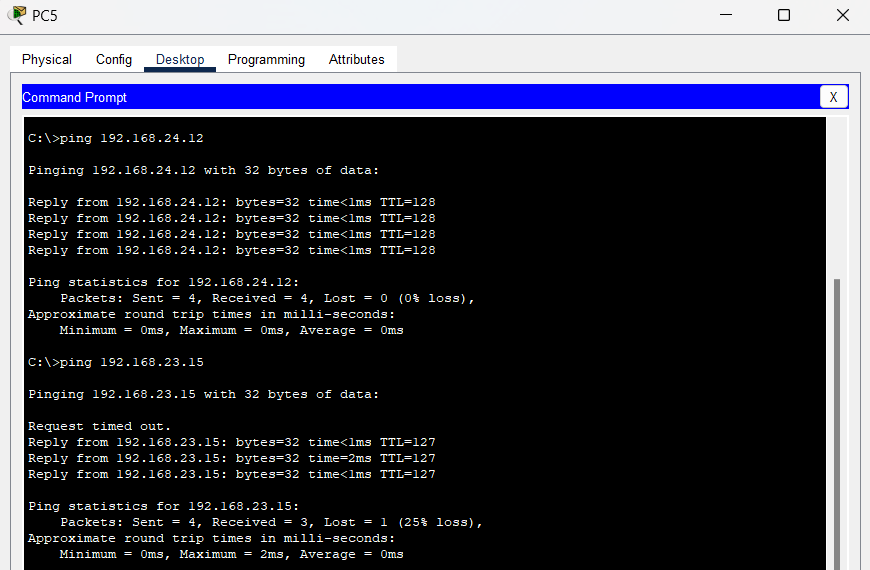 PC5
Physical Config Desktop Programming Attributes
Command Prompt
X
C:\>ping 192.168.24.12
Pinging 192.168.24.12 with 32 bytes of data:
Reply from 192.168.24.12: bytes=32 time<1ms TTL=128
Reply from 192.168.24.12: bytes=32 time<1ms TTL=128
Reply from 192.168.24.12: bytes=32 time<1ms TTL=128
Reply from 192.168.24.12: bytes=32 time<1ms TTL=128
Ping statistics for 192.168.24.12:
Packets: Sent = 4, Received = 4, Lost = 0 (0% loss),
Approximate round trip times in milli-seconds:
Minimum = 0ms, Maximum = 0ms, Average = 0ms
C:\>ping 192.168.23.15
Pinging 192.168.23.15 with 32 bytes of data:
Request timed out.
Reply from 192.168.23.15: bytes=32 time<1ms TTL=127
Reply from 192.168.23.15: bytes=32 time=2ms TTL=127
Reply from 192.168.23.15: bytes=32 time<1ms TTL=127
Ping statistics for 192.168.23.15:
Packets: Sent = 4, Received = 3, Lost = 1 (25% loss),
Approximate round trip times in milli-seconds:
Minimum = 0ms, Maximum = 2ms, Average = 0ms